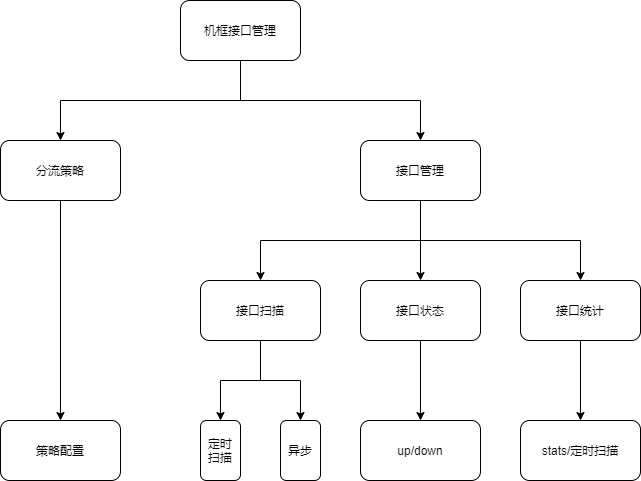 机框接口管理
分流策略
接口管理
接口扫描
接口状态
接口统计
策略配置
定时
扫描
异步
up/down
stats/定时扫描